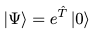 |Ψ⟩ = e^{T̂} |0⟩